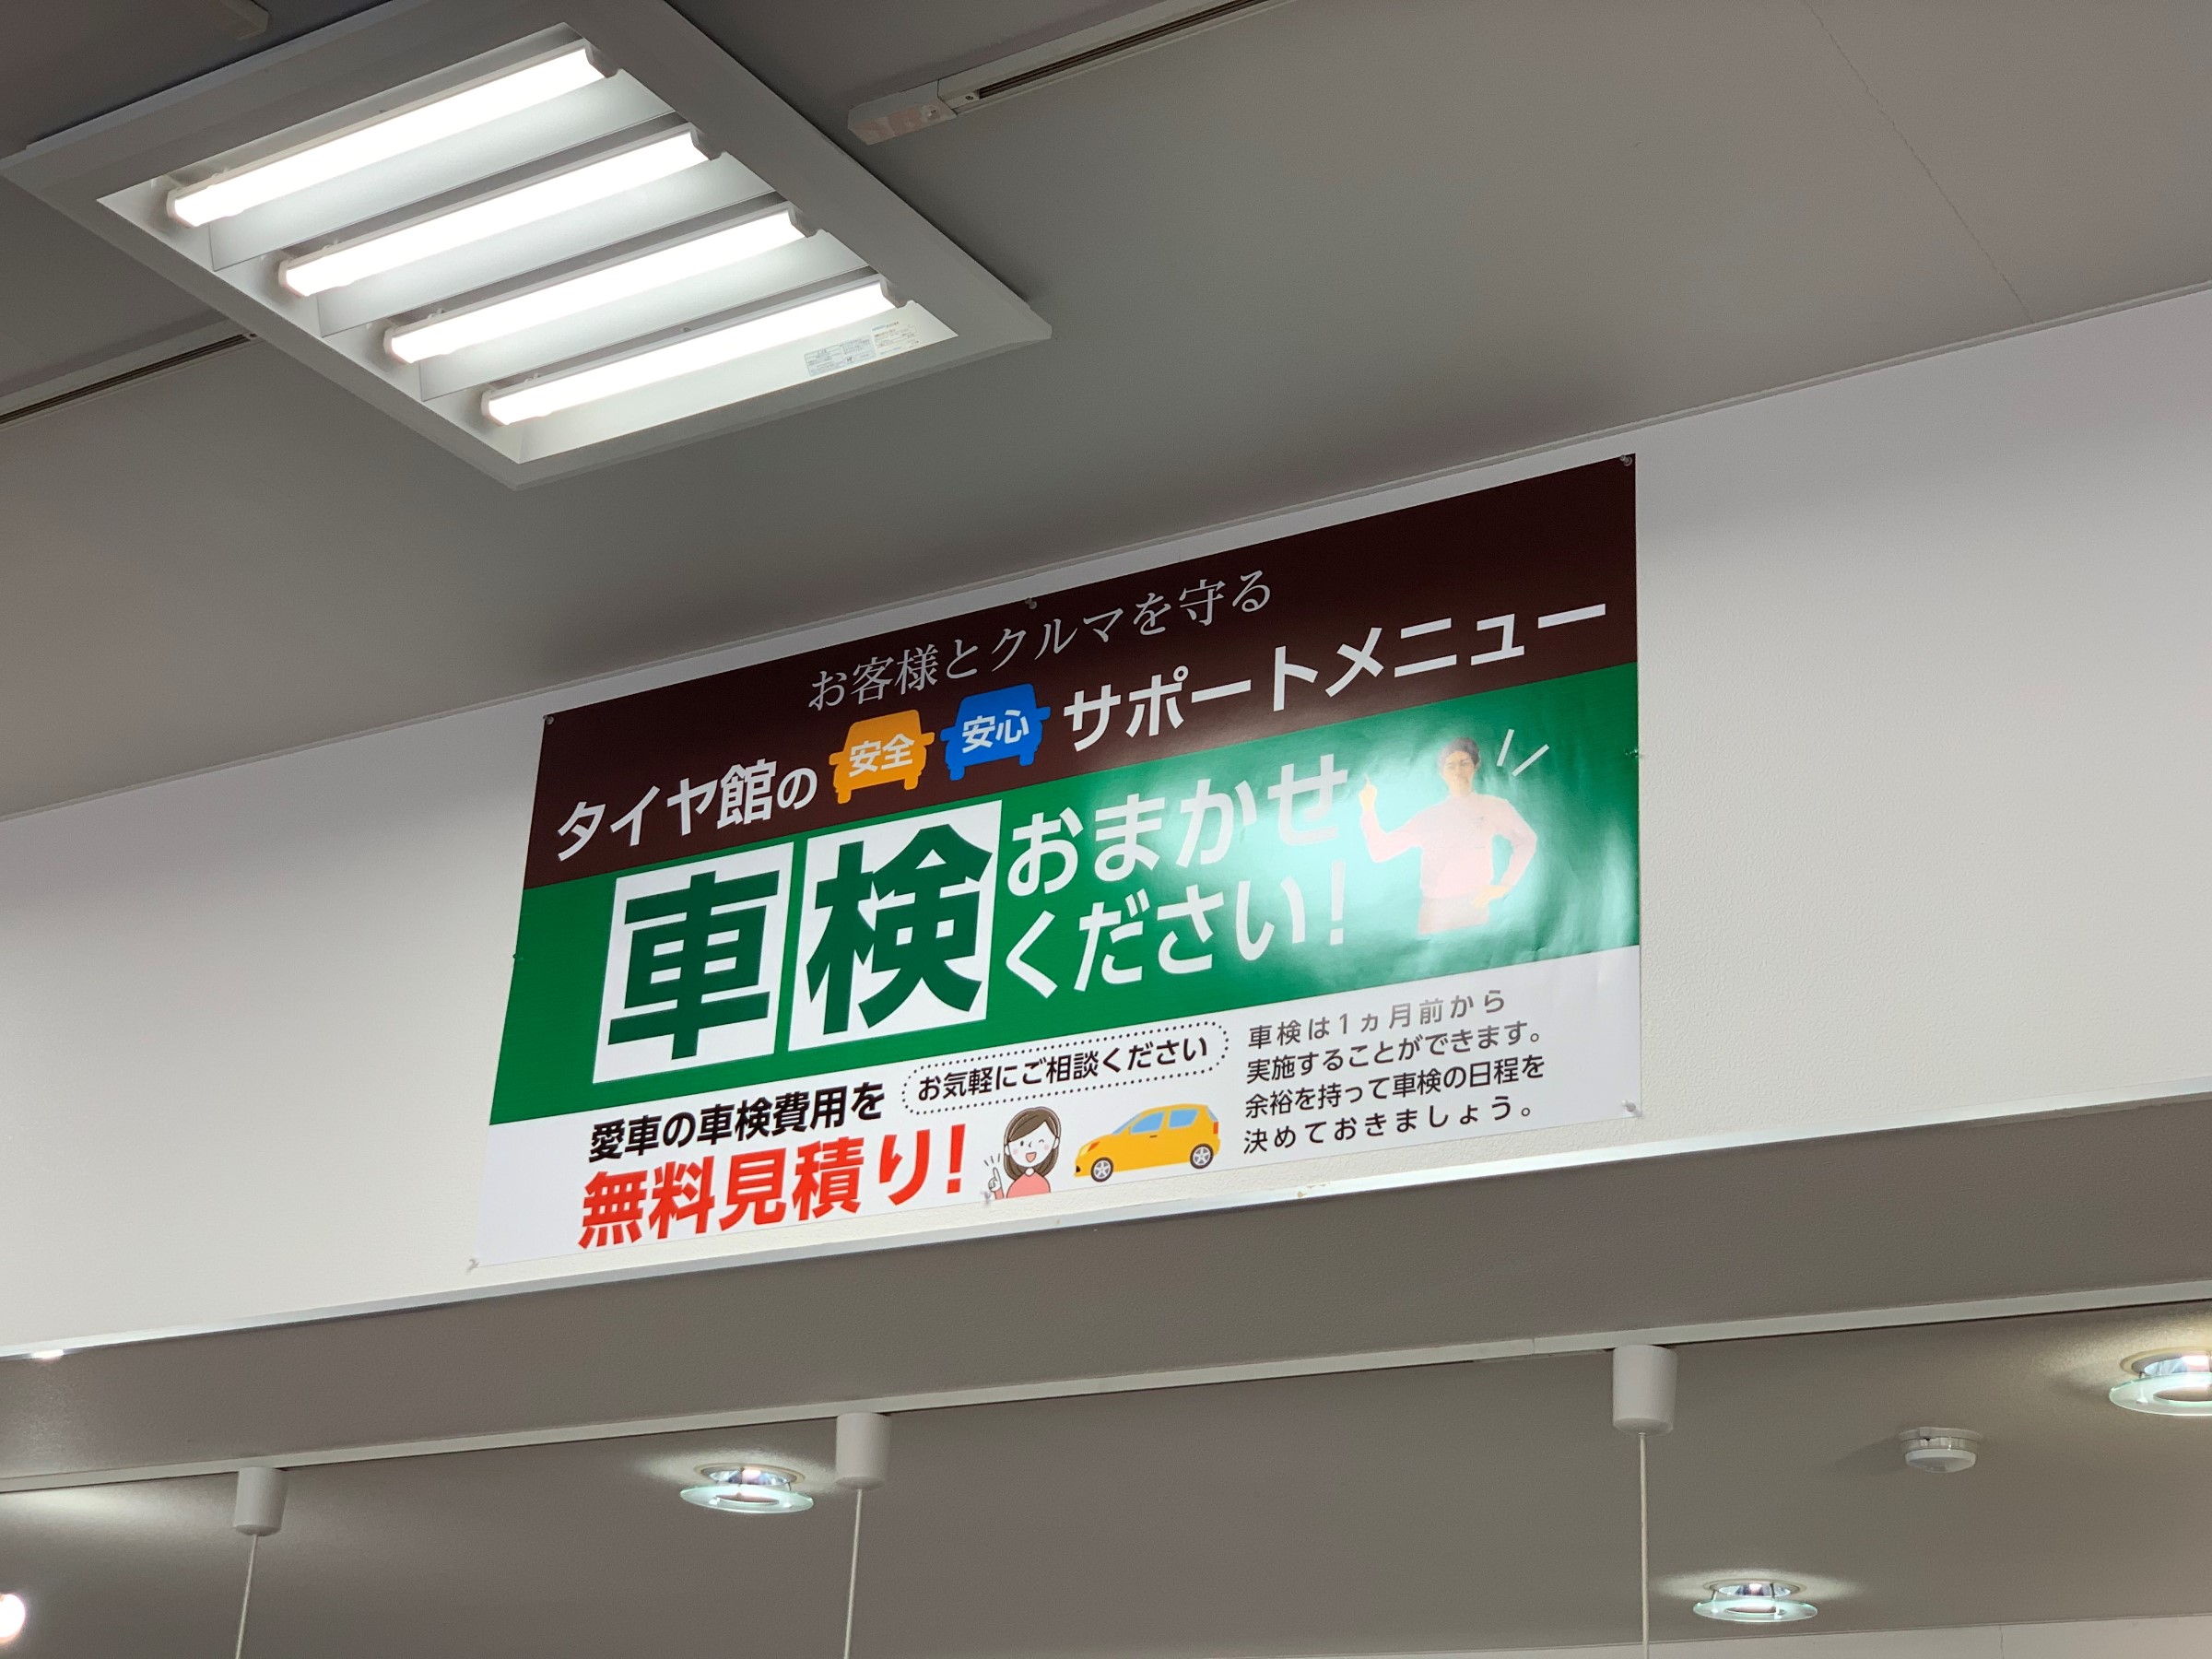 お客様とクルマを守る
タイヤ館の 安全 安心 サポートメニュー
車検 おまかせ
ください!
お気軽にご相談ください
愛車の車検費用を
無料見積り!
車検は1ヵ月前から
実施することができます。
余裕を持って車検の日程を
決めておきましょう。